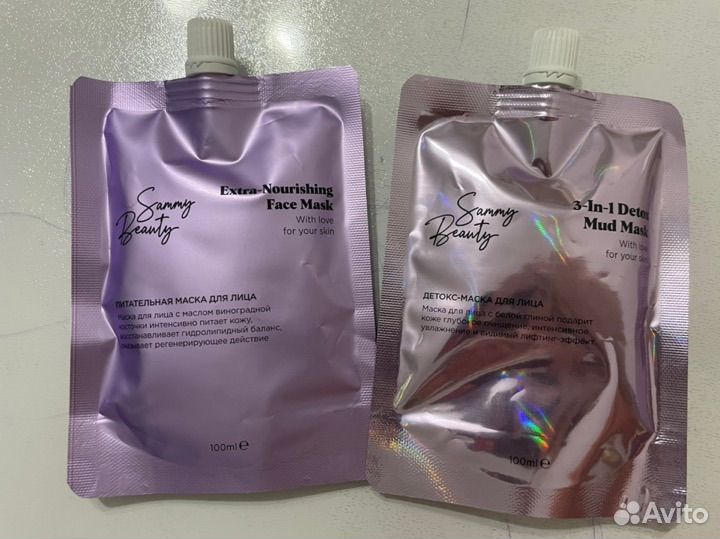 Sammy
Beauty
Extra-Nourishing
Face Mask
With love
for your skin
ПИТАТЕЛЬНАЯ МАСКА ДЛЯ ЛИЦА
Маска для лица с маслом виноградной
косточки интенсивно питает кожу,
восстанавливает гидролипидный баланс,
оказывает регенерирующее действие
100ml e
Sammy
Beauty
3-In-1 Detox
Mud Mask
With love
for your skin
ДЕТОКС-МАСКА ДЛЯ ЛИЦА
Маска для лица с белой глиной подарит
коже глубокое очищение, интенсивное
увлажнение и видимый лифтинг-эффект
100ml e
Avito